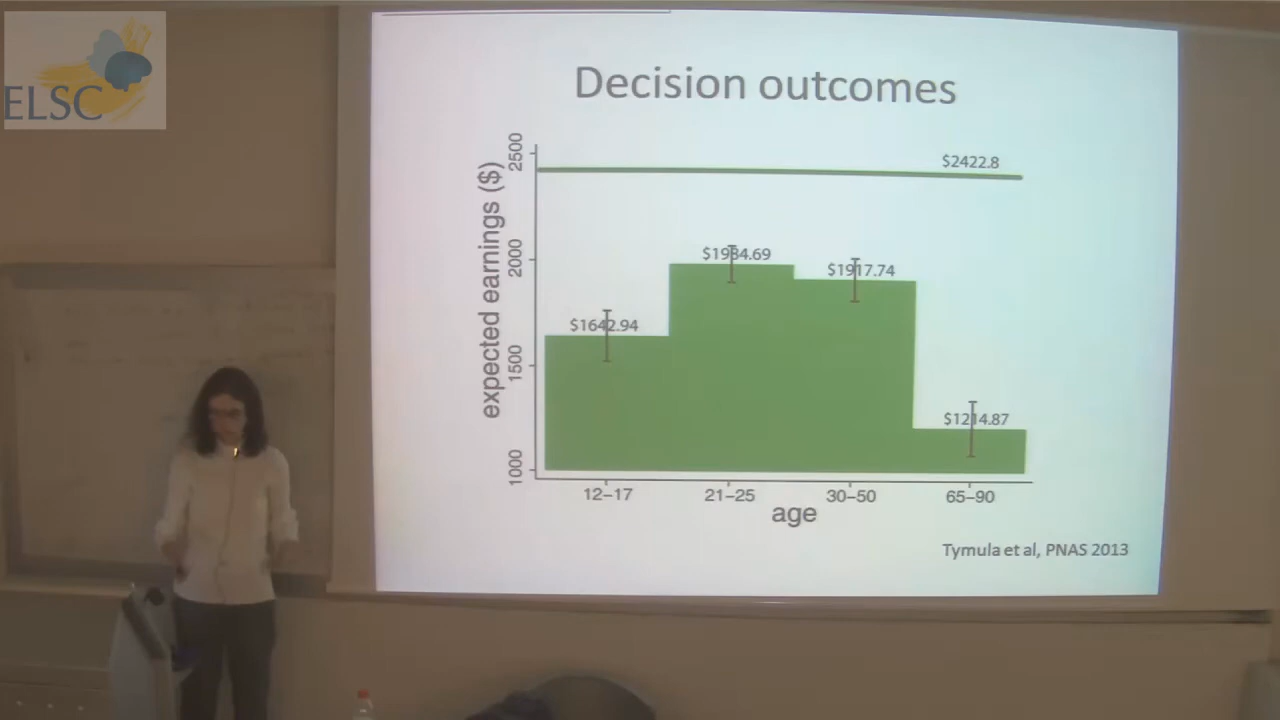 ELSC
Decision outcomes
expected earnings ($)
2500
2000
1500
1000
$2422.8
$1642.94
$1984.69
$1917.74
$1214.87
12–17
21–25
30–50
65–90
age
Tymula et al, PNAS 2013